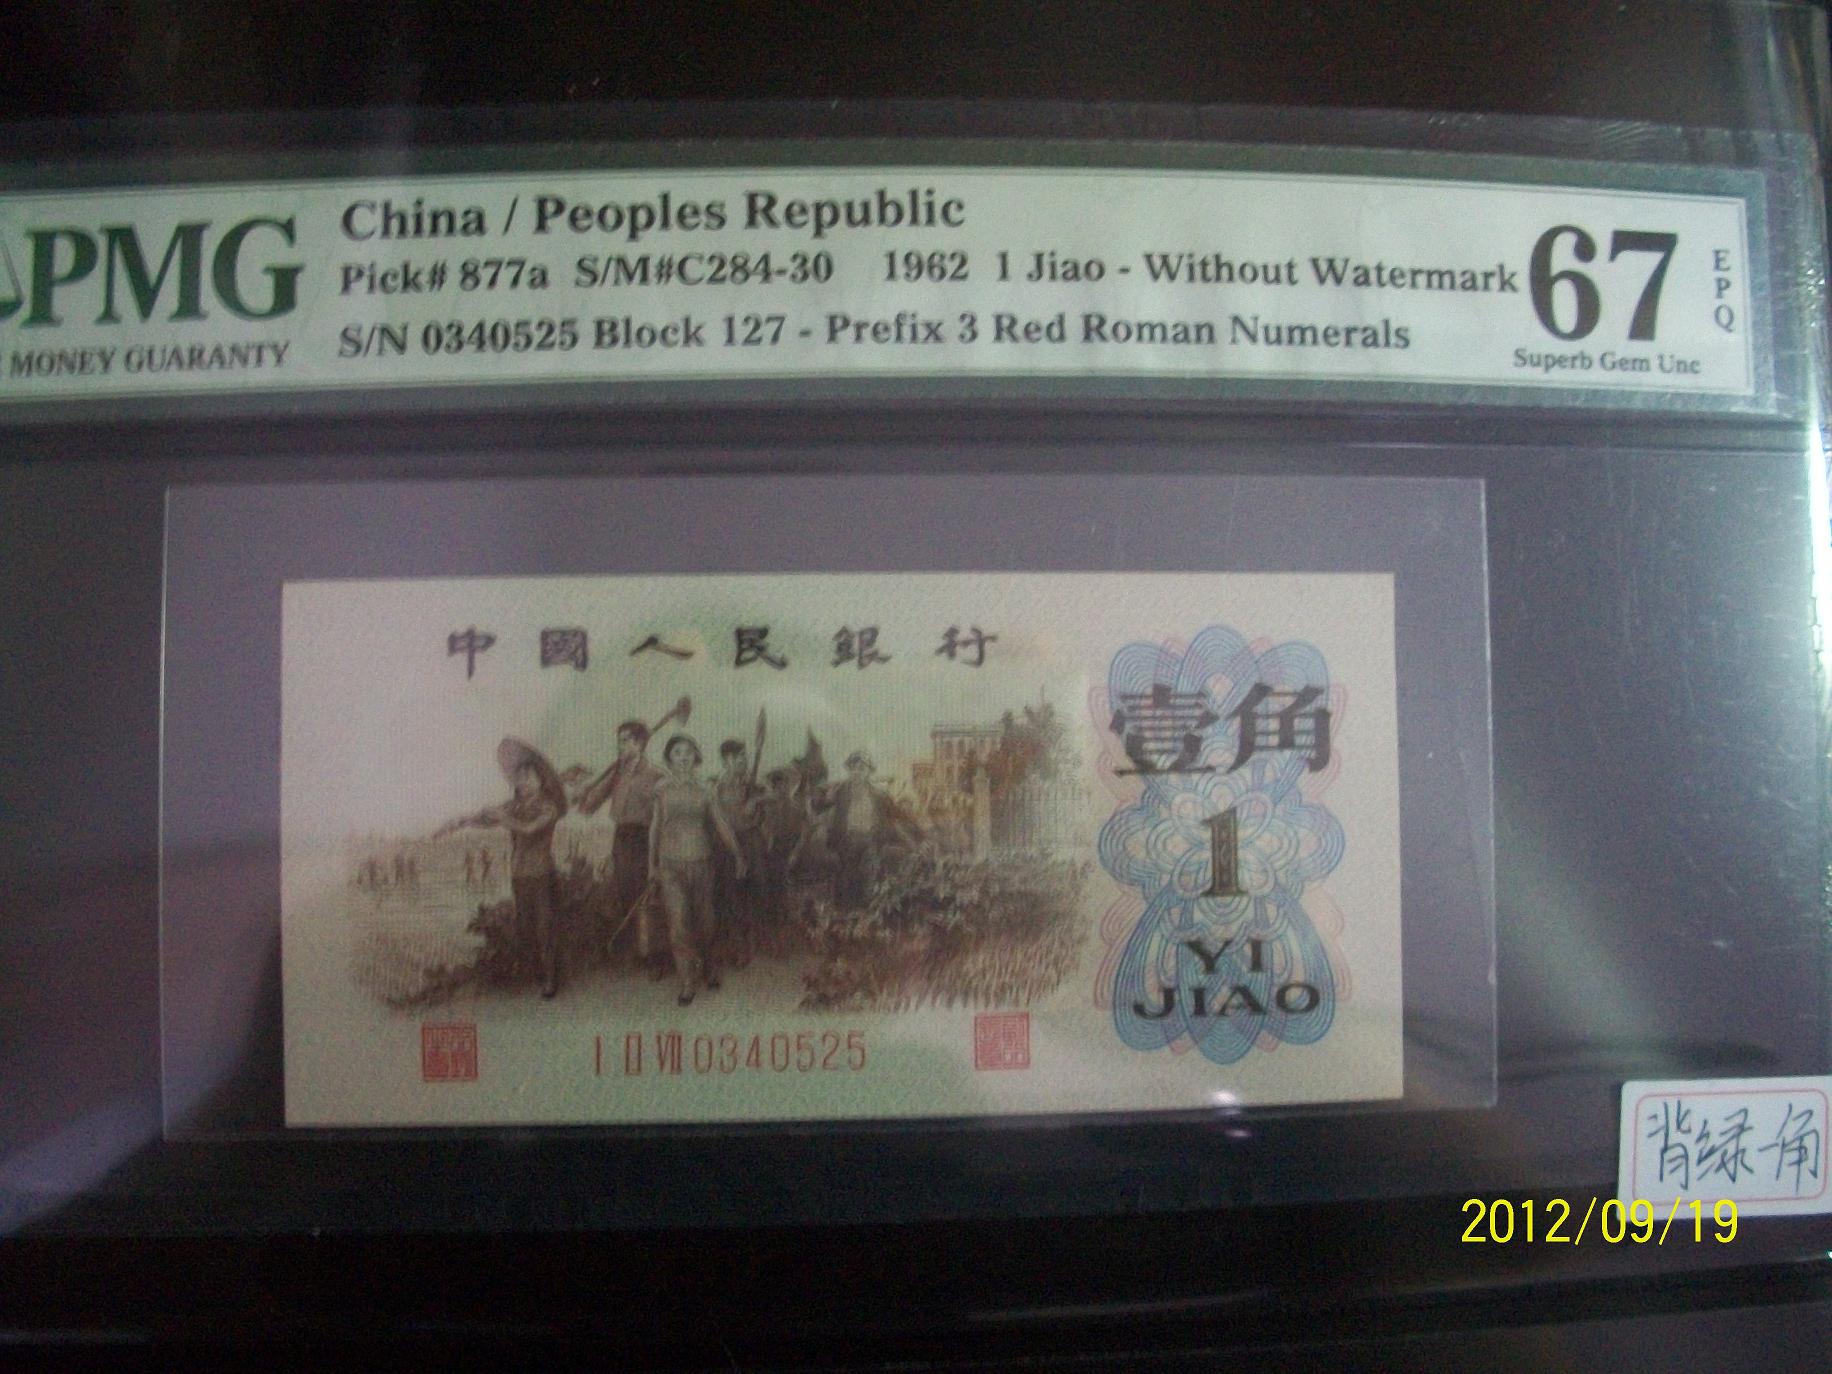 PMG
MONEY GUARANTY
China / Peoples Republic
Pick# 877a S/M#C284-30 1962 1 Jiao - Without Watermark
S/N 0340525 Block 127 - Prefix 3 Red Roman Numerals
67
EPQ
Superb Gem Unc
中國人民銀行
壹角
1
YI
JIAO
I II VII 0340525
背绿一角
2012/09/19